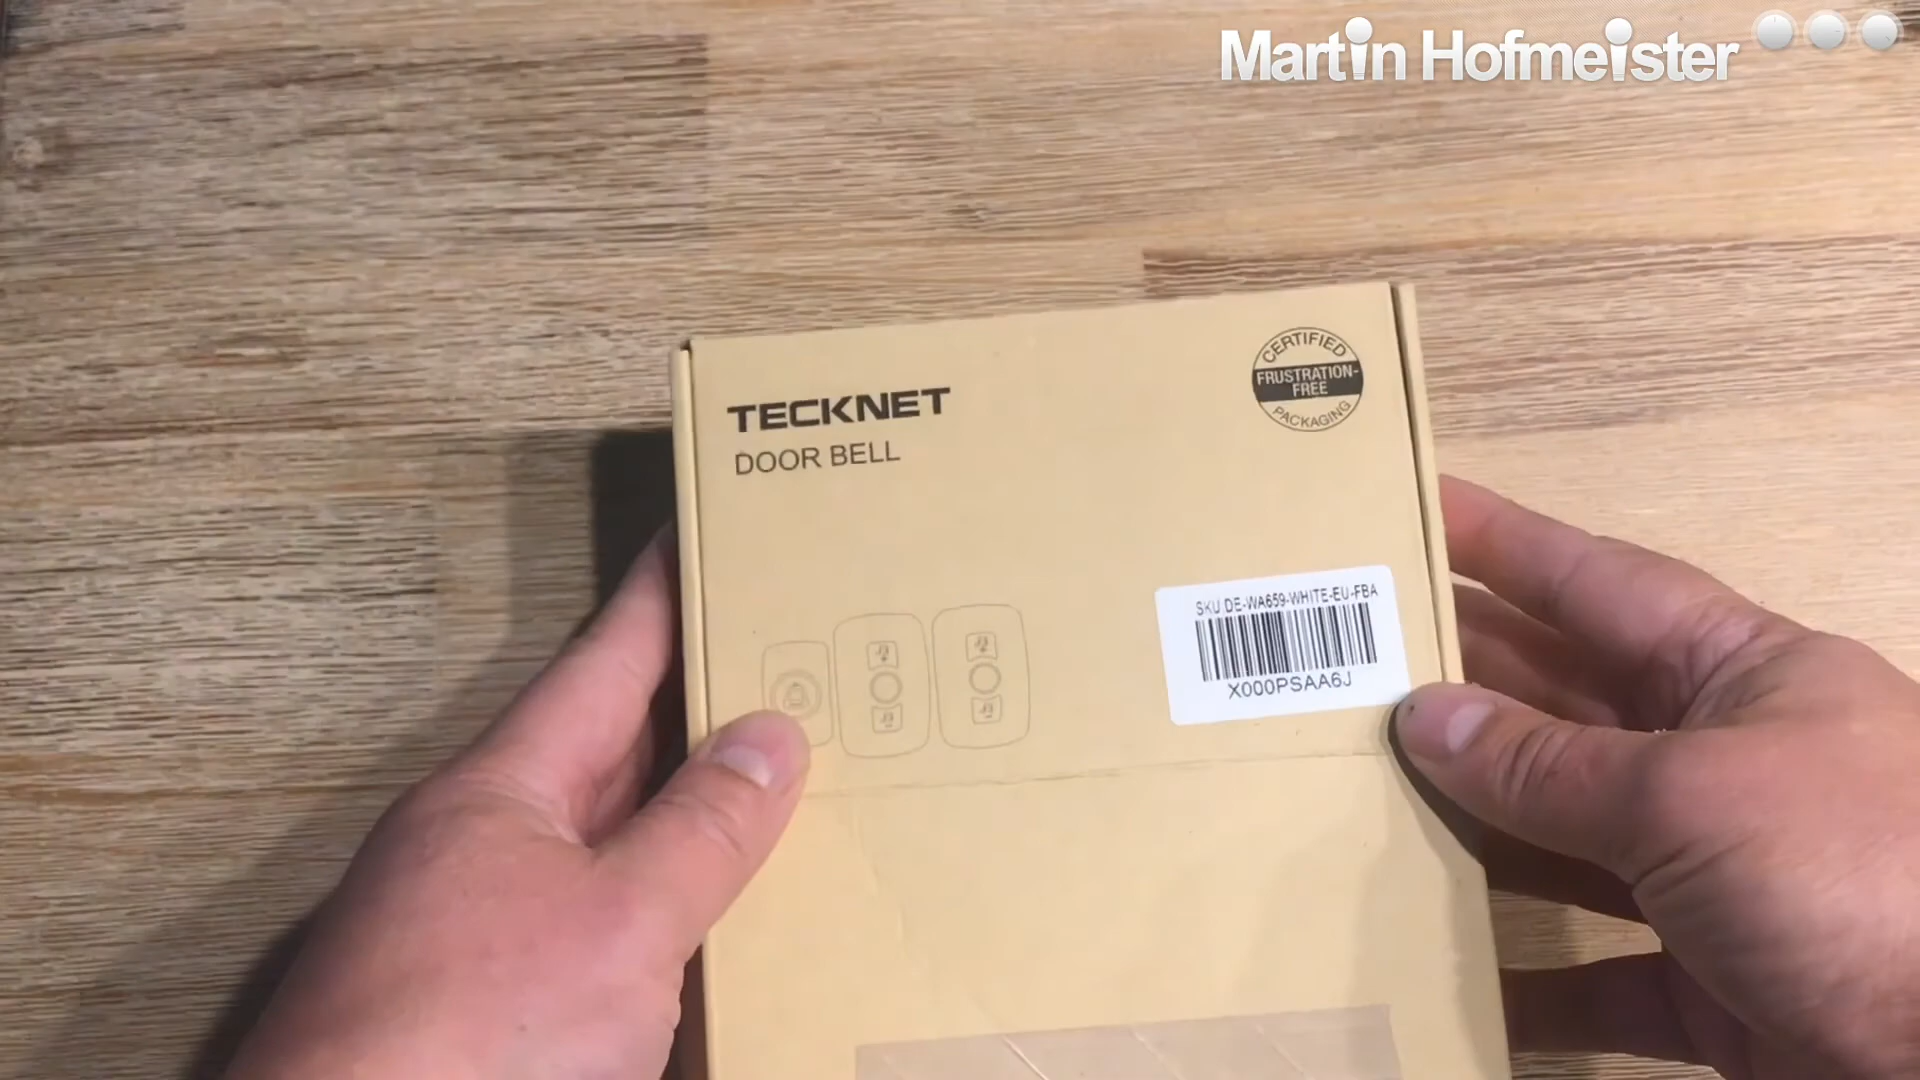 Martin Hofmeister
TECKNET
DOOR BELL
CERTIFIED
FRUSTRATION-
FREE
PACKAGING
SKU DE-WA659-WHITE-EU-FBA
X000PSAA6J